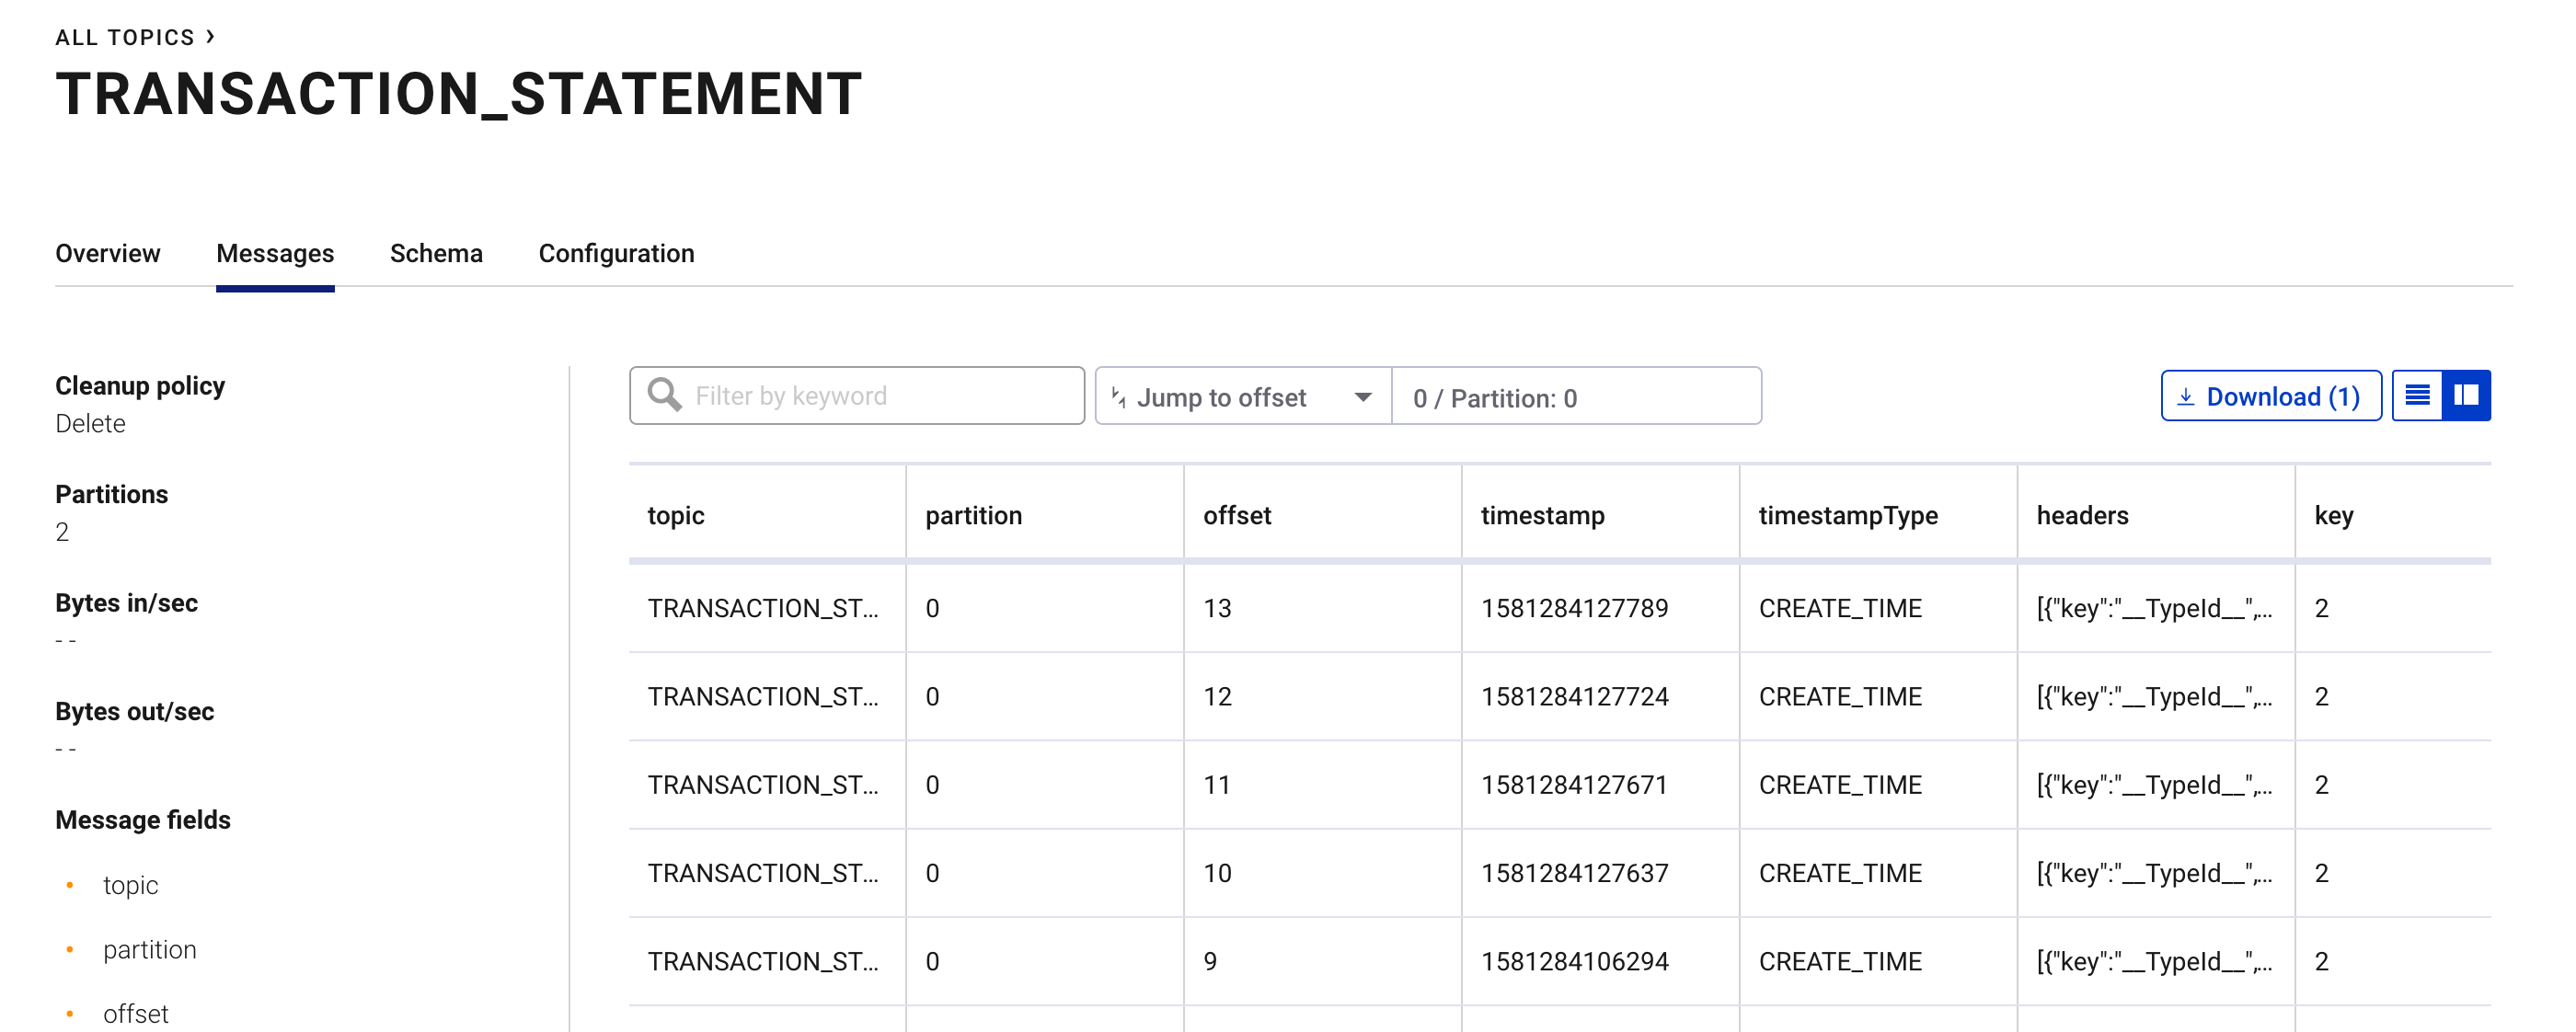 ALL TOPICS ›
TRANSACTION_STATEMENT
Overview Messages Schema Configuration
Cleanup policy
Delete
Partitions
2
Bytes in/sec
- -
Bytes out/sec
- -
Message fields
• topic
• partition
• offset
Filter by keyword Jump to offset 0 / Partition: 0 Download (1)
topic partition offset timestamp timestampType headers key
TRANSACTION_ST... 0 13 1581284127789 CREATE_TIME [{"key":"__TypeId__",... 2
TRANSACTION_ST... 0 12 1581284127724 CREATE_TIME [{"key":"__TypeId__",... 2
TRANSACTION_ST... 0 11 1581284127671 CREATE_TIME [{"key":"__TypeId__",... 2
TRANSACTION_ST... 0 10 1581284127637 CREATE_TIME [{"key":"__TypeId__",... 2
TRANSACTION_ST... 0 9 1581284106294 CREATE_TIME [{"key":"__TypeId__",... 2